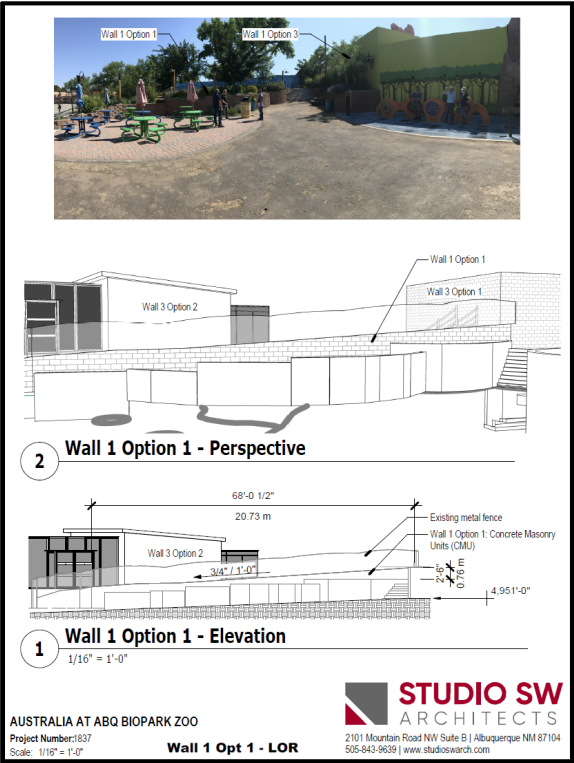 Wall 1 Option 1
Wall 1 Option 3
Wall 1 Option 1
Wall 3 Option 1
Wall 3 Option 2
2 Wall 1 Option 1 - Perspective
68'-0 1/2"
20.73 m
Existing metal fence
Wall 1 Option 1: Concrete Masonry
Units (CMU)
Wall 3 Option 2
3/4" / 1'-0"
2'-6"
0.76 m
4,951'-0"
1 Wall 1 Option 1 - Elevation
1/16" = 1'-0"
STUDIO SW
ARCHITECTS
AUSTRALIA AT ABQ BIOPARK ZOO
Project Number:1837
Scale: 1/16" = 1'-0"
Wall 1 Opt 1 - LOR
2101 Mountain Road NW Suite B | Albuquerque NM 87104
505-843-9639 | www.studioswarch.com